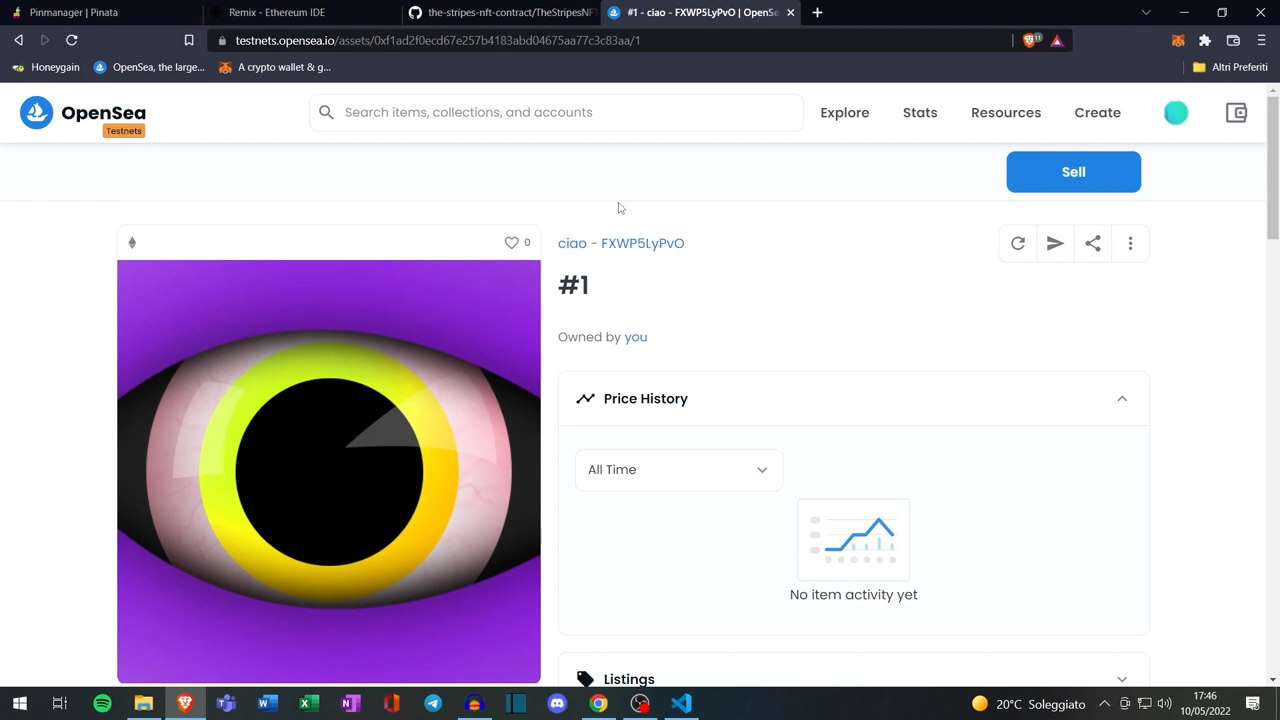 Pinmanager | Pinata
Remix - Ethereum IDE
the-stripes-nft-contract/TheStripesNFT
#1 - ciao - FXWP5LyPvO | OpenSe
testnets.opensea.io/assets/0xf1ad2f0ecd67e257b4183abd04675aa77c3c83aa/1
11
Honeygain
OpenSea, the large...
A crypto wallet & g...
Altri Preferiti
OpenSea
Testnets
Search items, collections, and accounts
Explore
Stats
Resources
Create
Sell
0
ciao - FXWP5LyPvO
#1
Owned by you
Price History
All Time
No item activity yet
Listings
20°C Soleggiato
17:46
10/05/2022